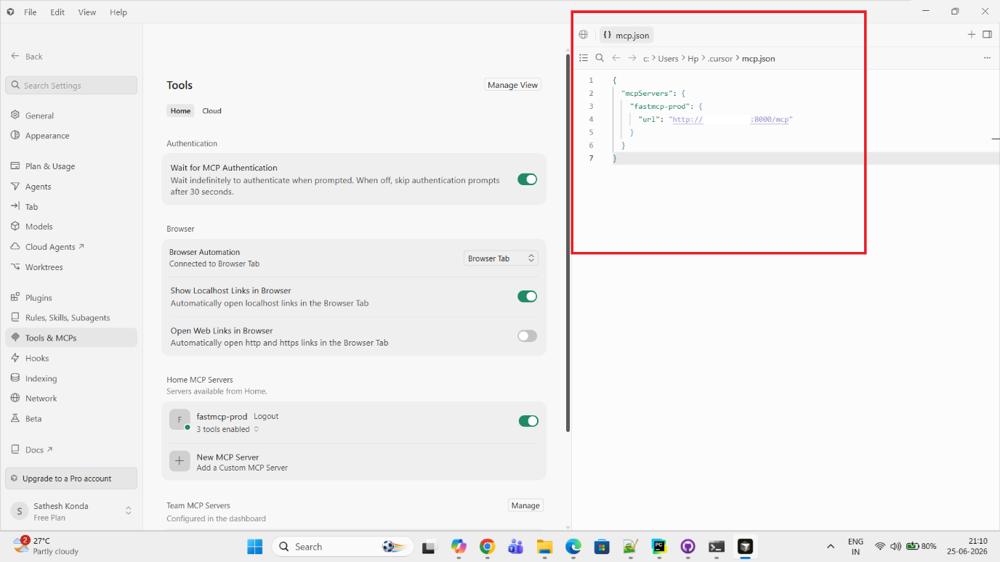 File Edit View Help
Back
Search Settings
General
Appearance
Plan & Usage
Agents
Tab
Models
Cloud Agents ↗
Worktrees
Plugins
Rules, Skills, Subagents
Tools & MCPs
Hooks
Indexing
Network
Beta
Docs ↗
Upgrade to a Pro account
S
Sathesh Konda
Free Plan
Tools
Manage View
Home Cloud
Authentication
Wait for MCP Authentication
Wait indefinitely to authenticate when prompted. When off, skip authentication prompts
after 30 seconds.
Browser
Browser Automation
Connected to Browser Tab
Browser Tab
Show Localhost Links in Browser
Automatically open localhost links in the Browser Tab
Open Web Links in Browser
Automatically open http and https links in the Browser Tab
Home MCP Servers
Servers available from Home.
F
fastmcp-prod Logout
3 tools enabled
New MCP Server
Add a Custom MCP Server
Team MCP Servers
Manage
Configured in the dashboard
{} mcp.json
c: > Users > Hp > .cursor > mcp.json
1 {
2 "mcpServers": {
3 "fastmcp-prod": {
4 "url": "http:// :8000/mcp"
5 }
6 }
7 }
2
27°C
Partly cloudy
Search
PC
ENG
IN
80%
21:10
25-06-2026